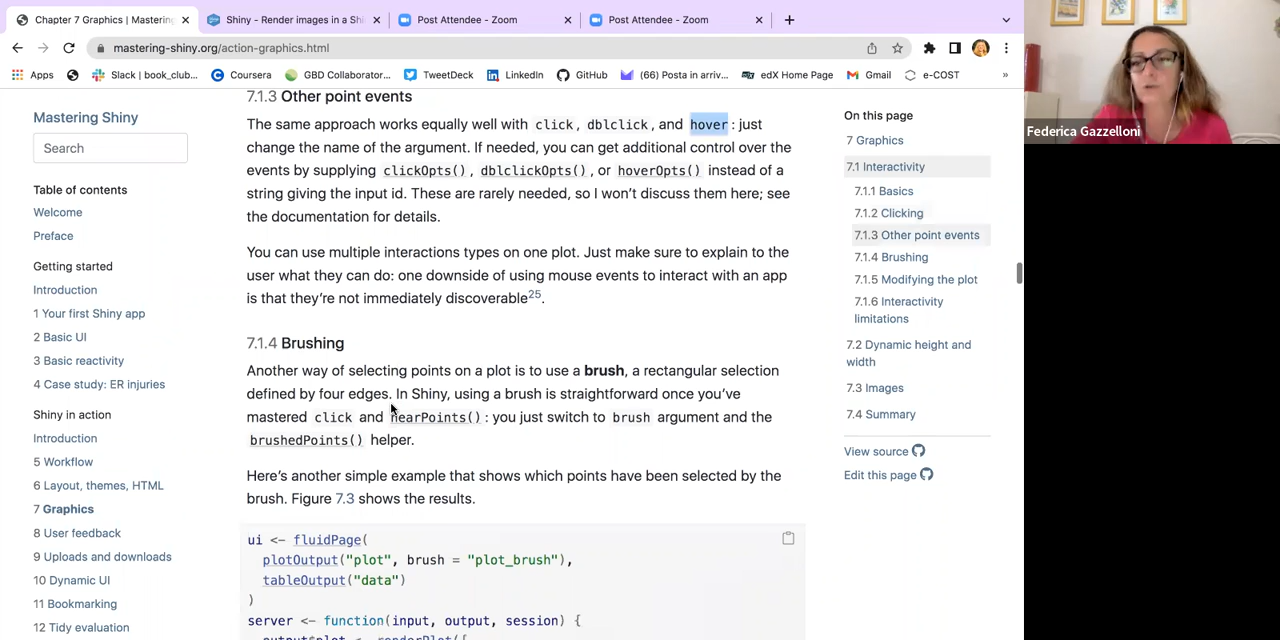 Chapter 7 Graphics | Mastering
Shiny - Render images in a Shi
Post Attendee - Zoom
Post Attendee - Zoom
mastering-shiny.org/action-graphics.html
Apps
Slack | book_club...
Coursera
GBD Collaborator...
TweetDeck
LinkedIn
GitHub
(66) Posta in arriv...
edX Home Page
Gmail
e-COST
»
Mastering Shiny
Search
Table of contents
Welcome
Preface
Getting started
Introduction
1 Your first Shiny app
2 Basic UI
3 Basic reactivity
4 Case study: ER injuries
Shiny in action
Introduction
5 Workflow
6 Layout, themes, HTML
7 Graphics
8 User feedback
9 Uploads and downloads
10 Dynamic UI
11 Bookmarking
12 Tidy evaluation
7.1.3 Other point events
The same approach works equally well with click, dblclick, and hover: just
change the name of the argument. If needed, you can get additional control over the
events by supplying clickOpts(), dblclickOpts(), or hoverOpts() instead of a
string giving the input id. These are rarely needed, so I won't discuss them here; see
the documentation for details.
You can use multiple interactions types on one plot. Just make sure to explain to the
user what they can do: one downside of using mouse events to interact with an app
is that they're not immediately discoverable25.
7.1.4 Brushing
Another way of selecting points on a plot is to use a brush, a rectangular selection
defined by four edges. In Shiny, using a brush is straightforward once you've
mastered click and nearPoints(): you just switch to brush argument and the
brushedPoints() helper.
Here's another simple example that shows which points have been selected by the
brush. Figure 7.3 shows the results.
ui <- fluidPage(
plotOutput("plot", brush = "plot_brush"),
tableOutput("data")
)
server <- function(input, output, session) {
output$plot <- renderPlot({
On this page
7 Graphics
7.1 Interactivity
7.1.1 Basics
7.1.2 Clicking
7.1.3 Other point events
7.1.4 Brushing
7.1.5 Modifying the plot
7.1.6 Interactivity
limitations
7.2 Dynamic height and
width
7.3 Images
7.4 Summary
View source
Edit this page
Federica Gazzelloni